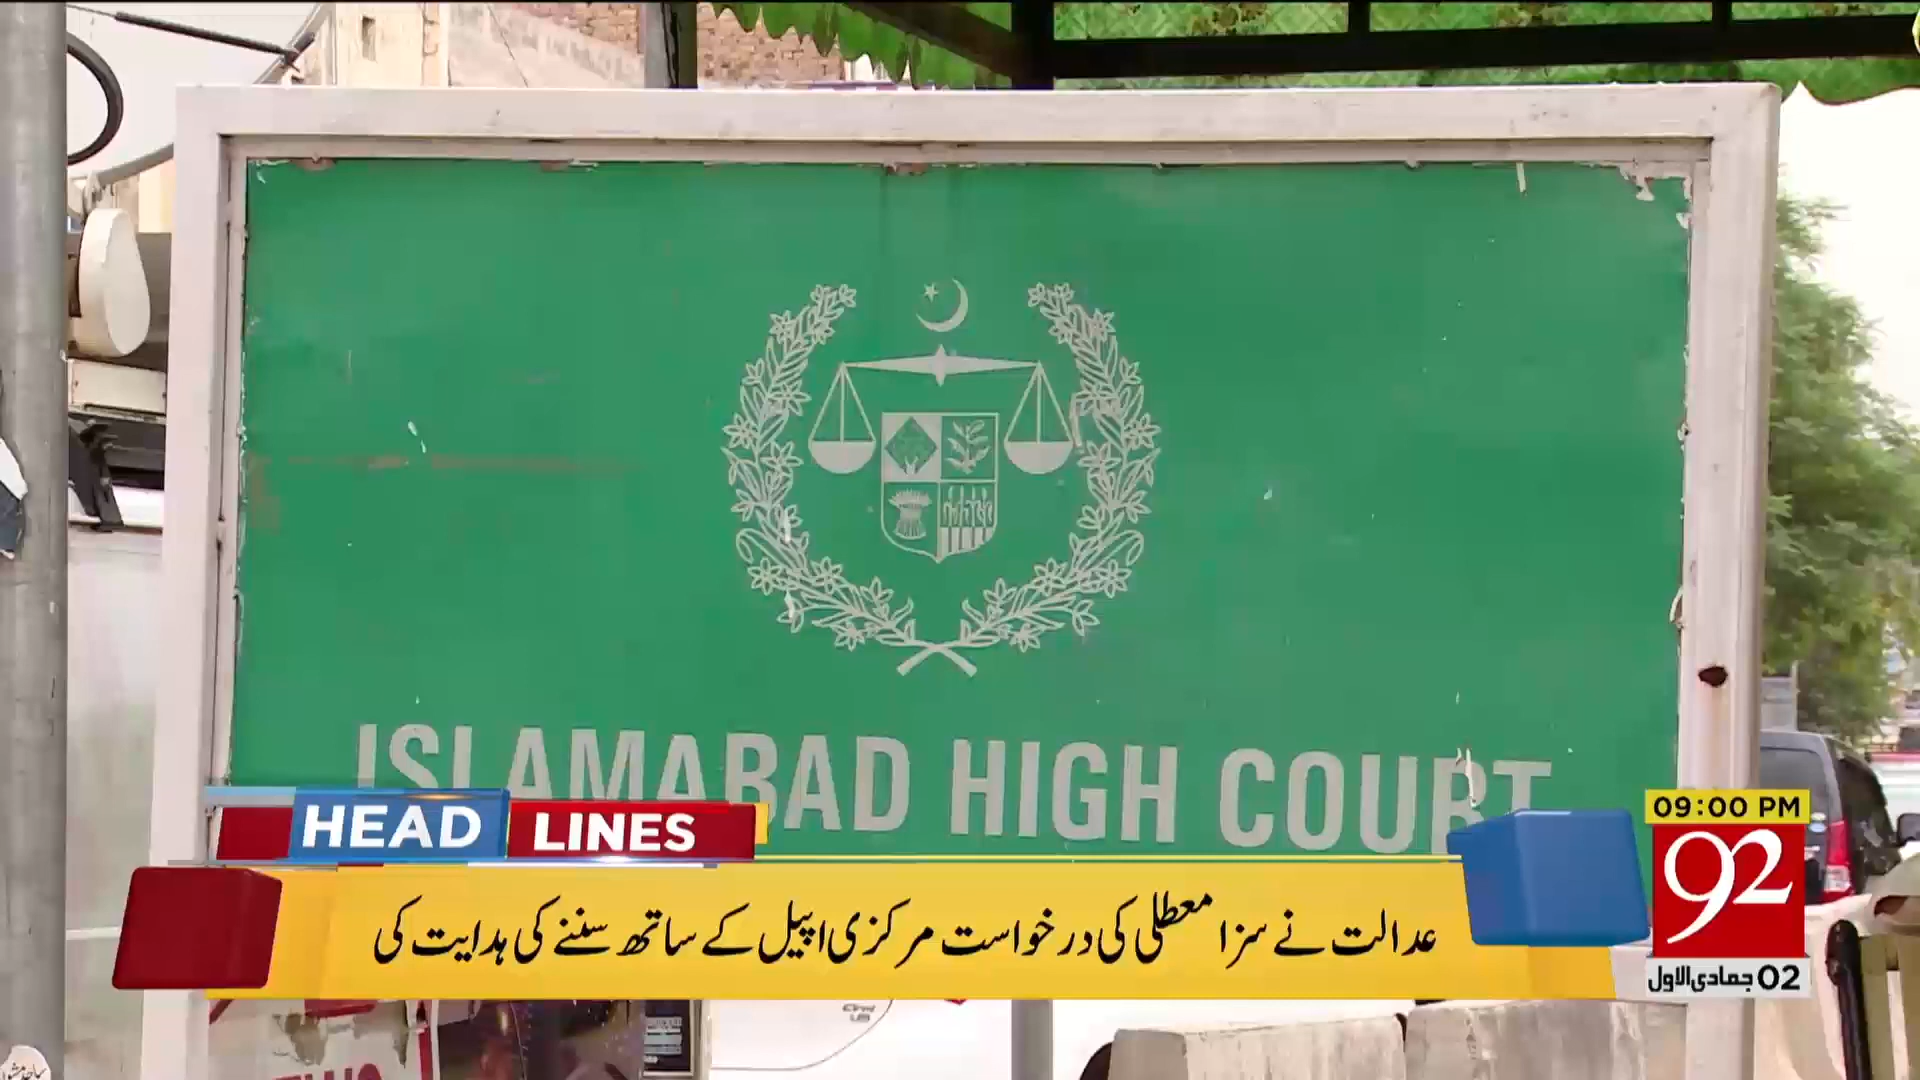 ISLAMABAD HIGH COURT
HEAD LINES
09:00 PM
92
عدالت نے سزا معطلی کی درخواست مرکزی اپیل کے ساتھ سننے کی ہدایت کی
02 جمادی الاول